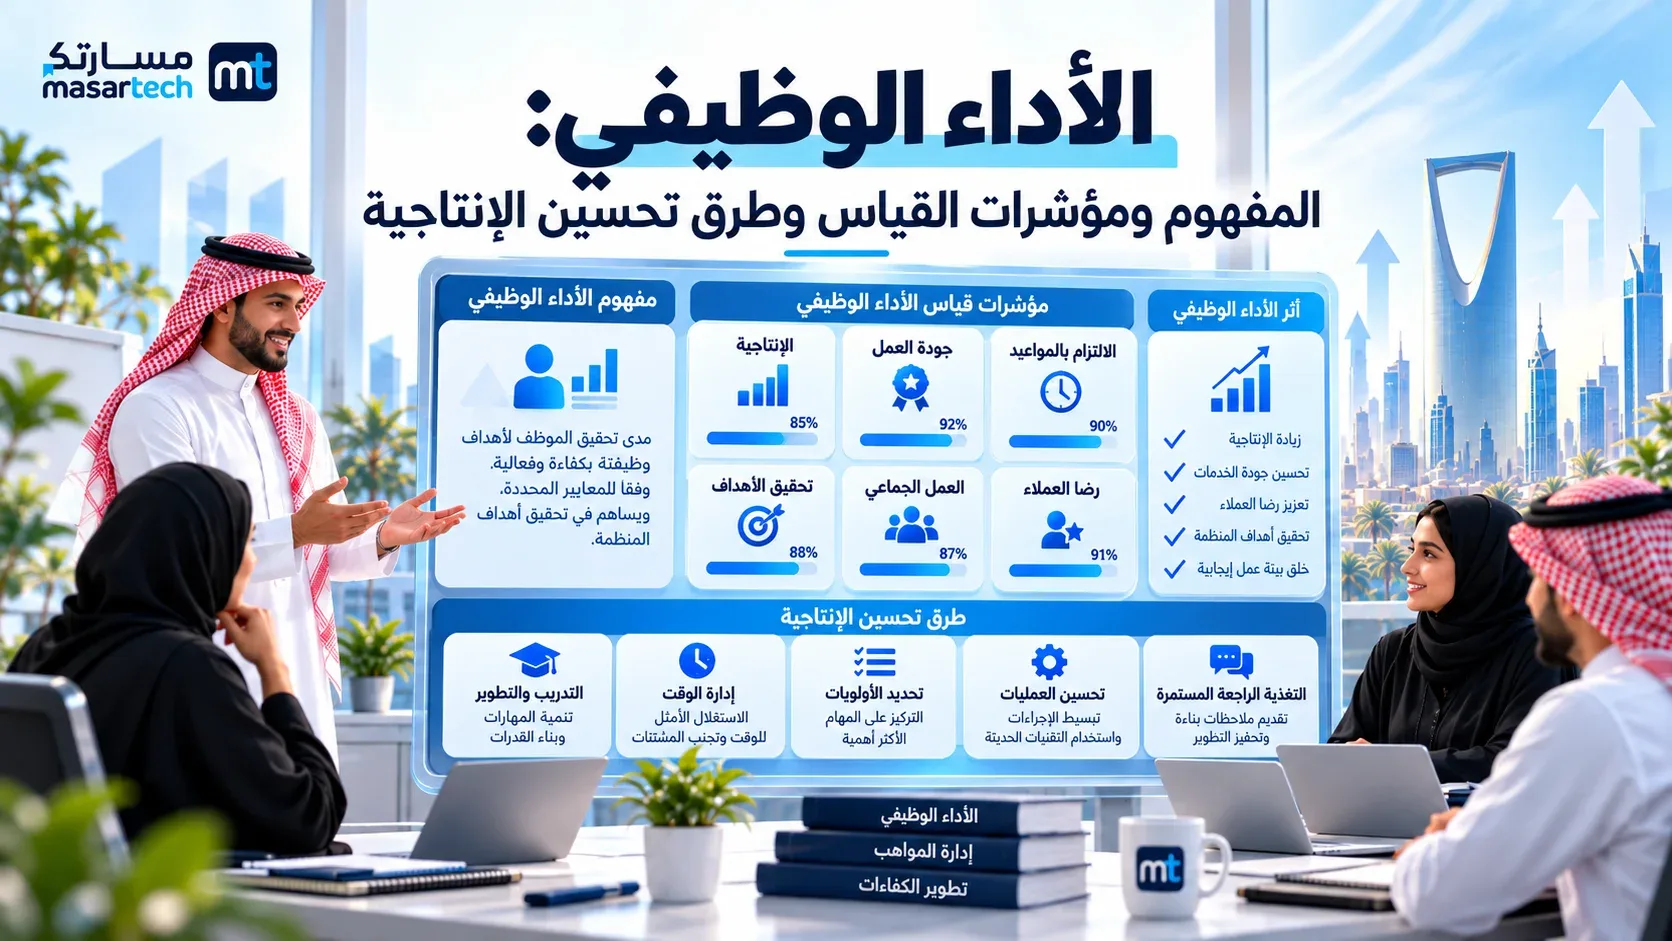 مسارتك
masartech
mt
الأداء الوظيفي:
المفهوم ومؤشرات القياس وطرق تحسين الإنتاجية
أثر الأداء الوظيفي
زيادة الإنتاجية
تحسين جودة الخدمات
تعزيز رضا العملاء
تحقيق أهداف المنظمة
خلق بيئة عمل إيجابية
مؤشرات قياس الأداء الوظيفي
الالتزام بالمواعيد
90%
جودة العمل
92%
الإنتاجية
85%
رضا العملاء
91%
العمل الجماعي
87%
تحقيق الأهداف
88%
مفهوم الأداء الوظيفي
مدى تحقيق الموظف لأهداف
وظيفتة بكفاءة وفعالية.
وفقا للمعايير المحددة،
ويساهم في تحقيق أهداف
المنظمة.
طرق تحسين الإنتاجية
التغذية الراجعة المستمرة
تقديم ملاحظات بناءة
وتحفيز التطوير
تحسين العمليات
تبسيط الإجراءات
واستخدام التقنيات الحديثة
تحديد الأولويات
التركيز على المهام
الأكثر أهمية
إدارة الوقت
الاستغلال الأمثل
للوقت وتجنب المشتتات
التدريب والتطوير
تنمية المهارات
وبناء القدرات
الأداء الوظيفي
إدارة المواهب
تطوير الكفاءات
mt